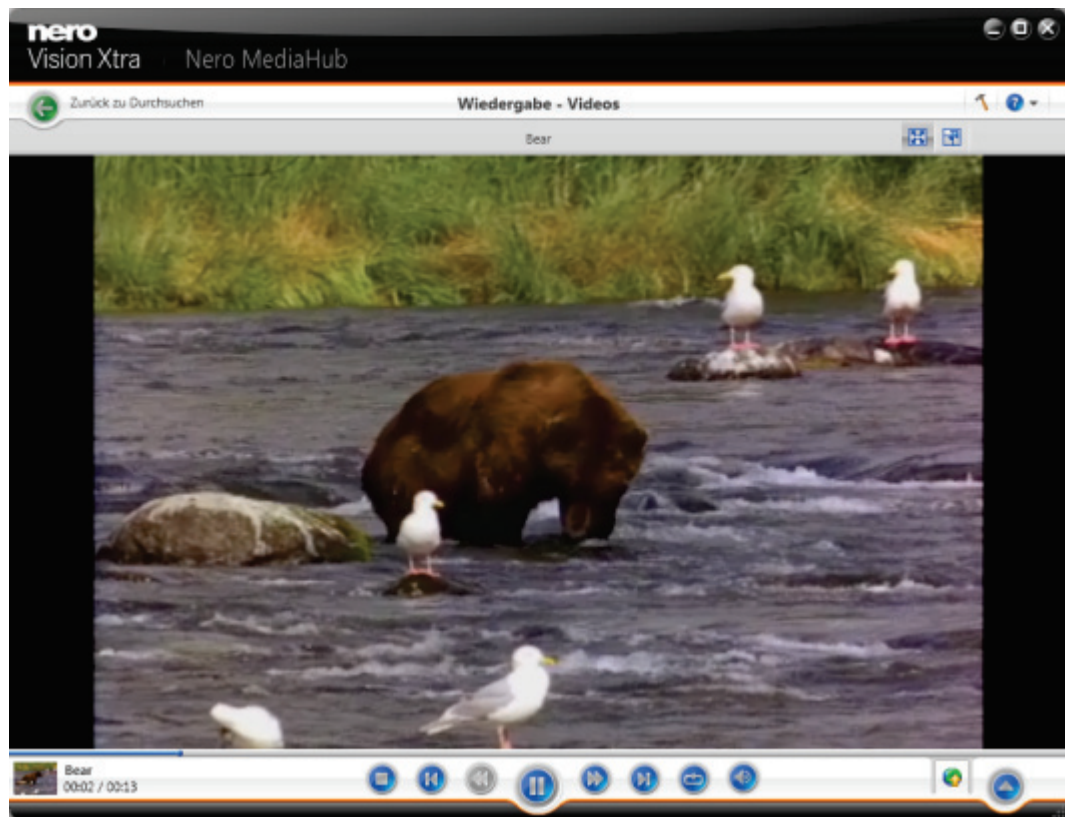 nero
Vision Xtra Nero MediaHub
Zurück zu Durchsuchen
Wiedergabe - Videos
Bear
Bear
00:02 / 00:13